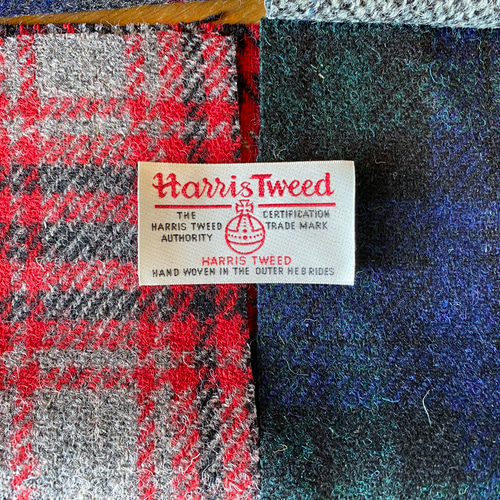 Harris Tweed
THE CERTIFICATION
HARRIS TWEED TRADE MARK
AUTHORITY
HARRIS TWEED
HAND WOVEN IN THE OUTER HEBRIDES